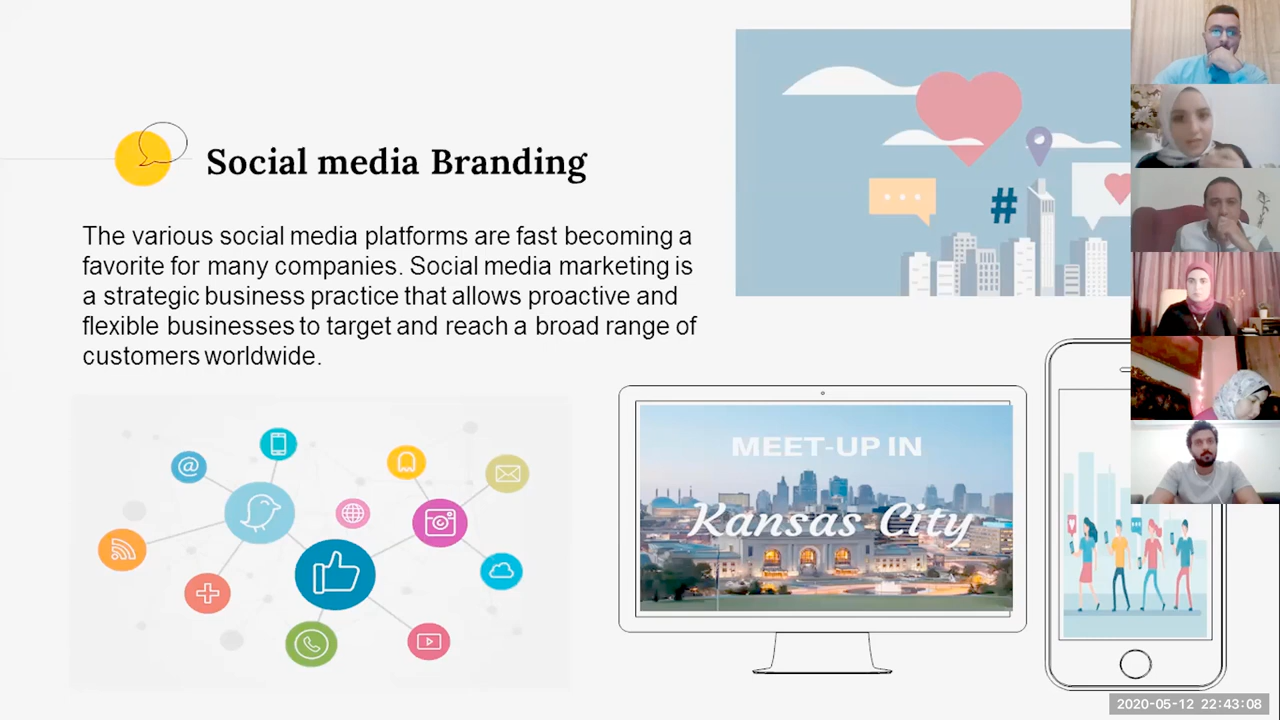 Social media Branding
The various social media platforms are fast becoming a
favorite for many companies. Social media marketing is
a strategic business practice that allows proactive and
flexible businesses to target and reach a broad range of
customers worldwide.
#
@
MEET-UP IN
Kansas City
2020-05-12 22:43:08